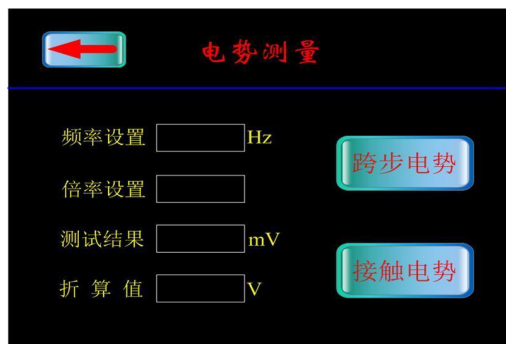 电势测量
频率设置 Hz
倍率设置
测试结果 mV
折 算 值 V
跨步电势
接触电势